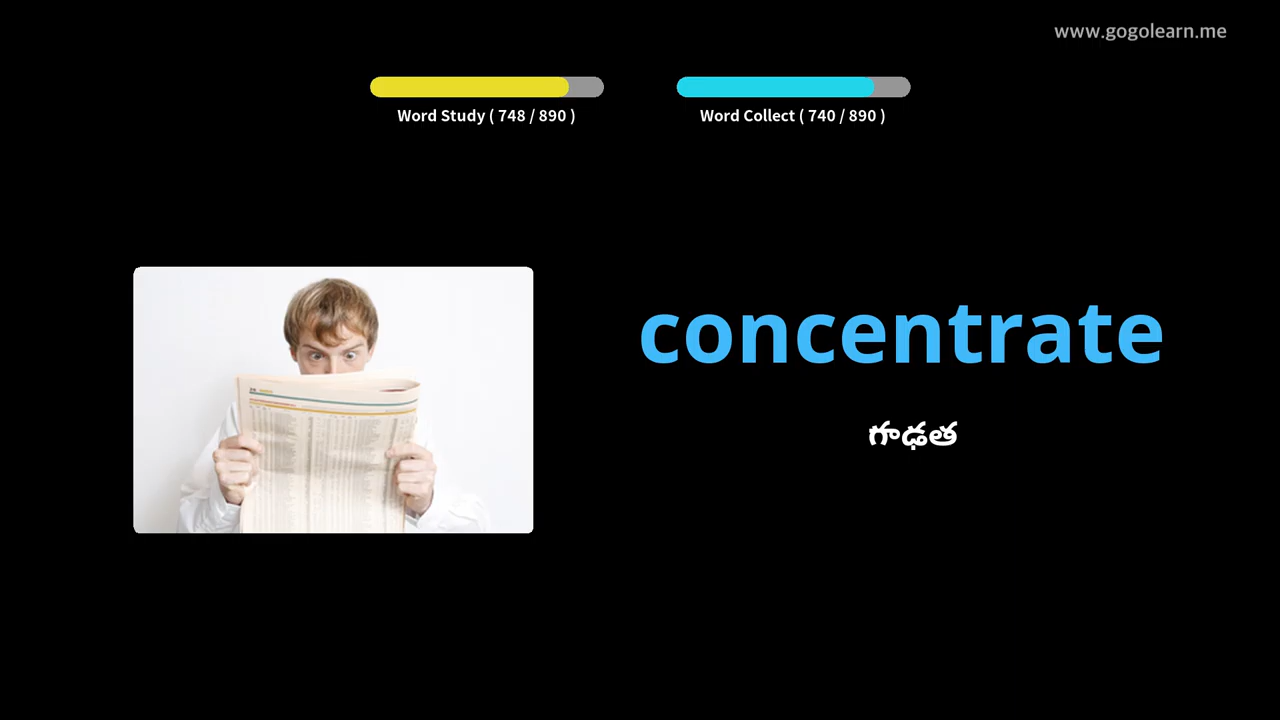 www.gogolearn.me
Word Study ( 748 / 890 )
Word Collect ( 740 / 890 )
concentrate
గాఢత